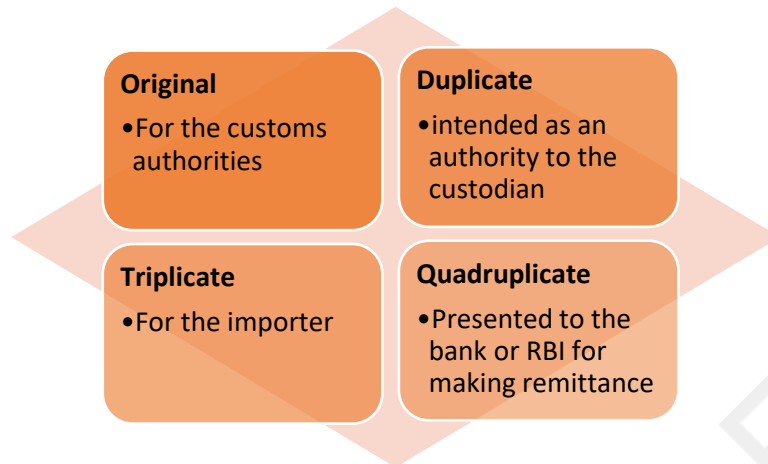 Original
•For the customs
authorities
Duplicate
•intended as an
authority to the
custodian
Triplicate
•For the importer
Quadruplicate
•Presented to the
bank or RBI for
making remittance